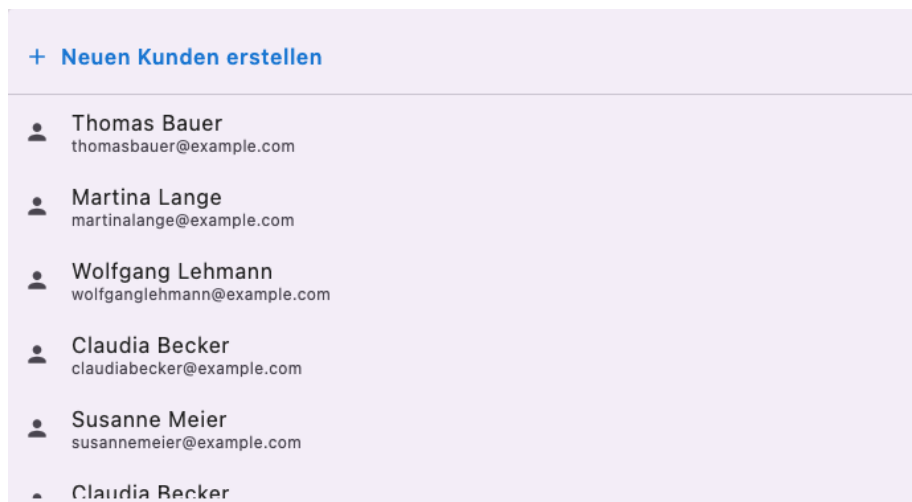 + Neuen Kunden erstellen
Thomas Bauer
thomasbauer@example.com
Martina Lange
martinalange@example.com
Wolfgang Lehmann
wolfganglehmann@example.com
Claudia Becker
claudiabecker@example.com
Susanne Meier
susannemeier@example.com
Claudia Becker